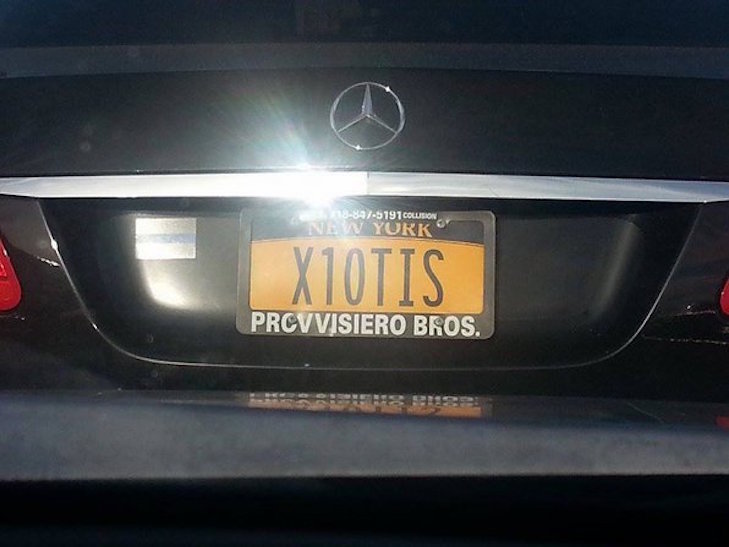 718-847-5191 COLLISION
NEW YORK
X10TIS
PROVVISIERO BROS.